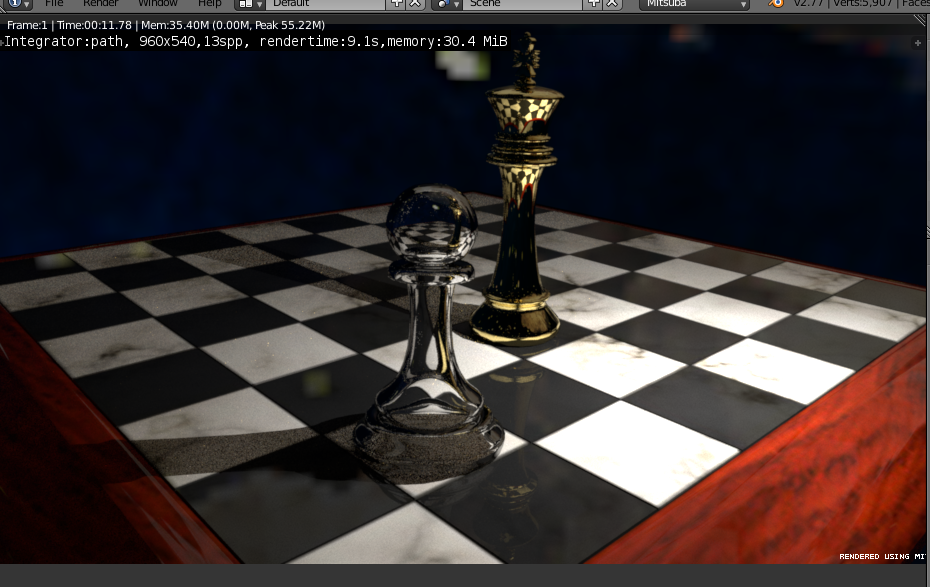 File Render Window Help Default Scene Mitsuba v2.77 | Verts:5,907 | Faces
Frame:1 | Time:00:11.78 | Mem:35.40M (0.00M, Peak 55.22M)
Integrator:path, 960x540,13spp, rendertime:9.1s,memory:30.4 MiB
RENDERED USING MI